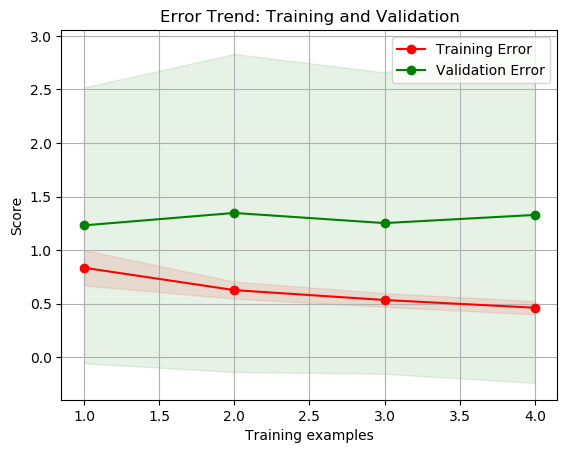 Error Trend: Training and Validation
3.0
2.5
2.0
1.5
1.0
0.5
0.0
Score
Training Error
Validation Error
1.0 1.5 2.0 2.5 3.0 3.5 4.0
Training examples